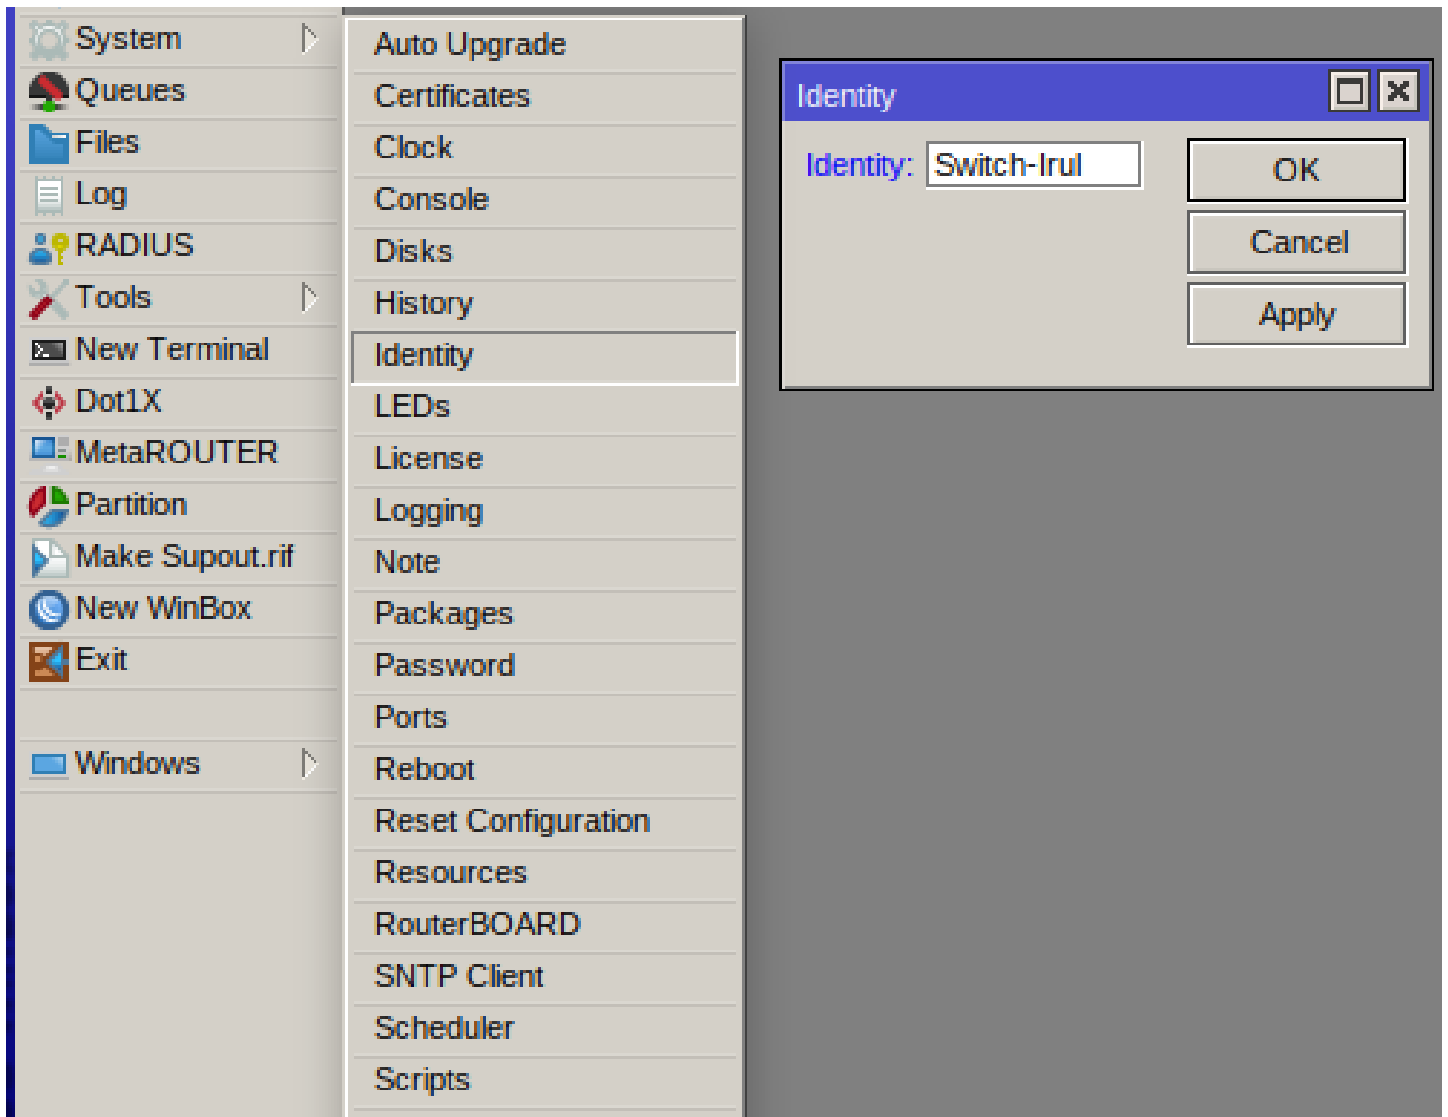 System
Queues
Files
Log
RADIUS
Tools
New Terminal
Dot1X
MetaROUTER
Partition
Make Supout.rif
New WinBox
Exit
Windows
Auto Upgrade
Certificates
Clock
Console
Disks
History
Identity
LEDs
License
Logging
Note
Packages
Password
Ports
Reboot
Reset Configuration
Resources
RouterBOARD
SNTP Client
Scheduler
Scripts
Identity
Identity: Switch-Irul
OK
Cancel
Apply